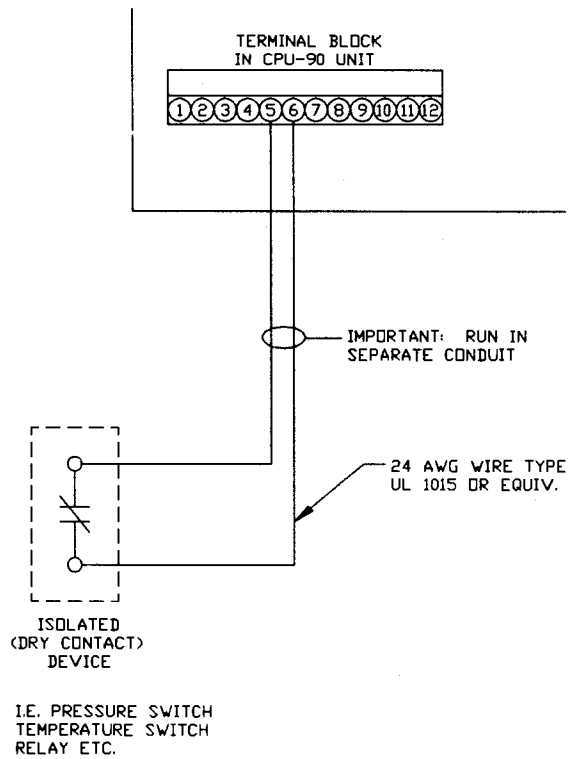 TERMINAL BLOCK
IN CPU-90 UNIT
1 2 3 4 5 6 7 8 9 10 11 12
IMPORTANT: RUN IN
SEPARATE CONDUIT
24 AWG WIRE TYPE
UL 1015 OR EQUIV.
ISOLATED
(DRY CONTACT)
DEVICE
I.E. PRESSURE SWITCH
TEMPERATURE SWITCH
RELAY ETC.